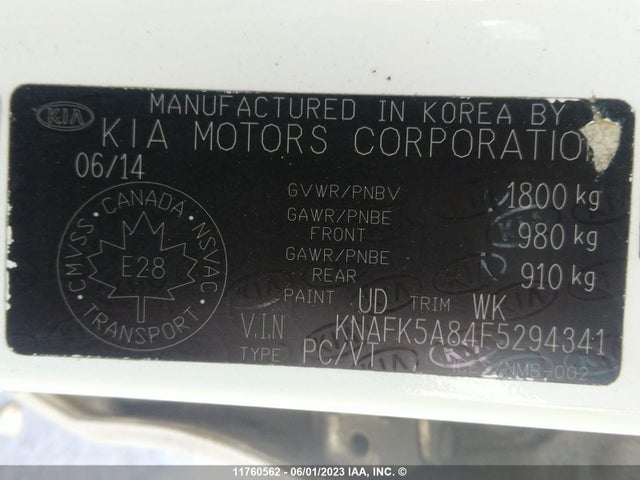 KIA
MANUFACTURED IN KOREA BY
KIA MOTORS CORPORATION
06/14
GVWR/PNBV 1800 kg
GAWR/PNBE FRONT 980 kg
GAWR/PNBE REAR 910 kg
CANADA
CMVSS NSVAC
E28
TRANSPORT
PAINT UD TRIM WK
V.I.N KNAFK5A84F5294341
TYPE PC/VT
11760562 - 06/01/2023 IAA, INC. ©